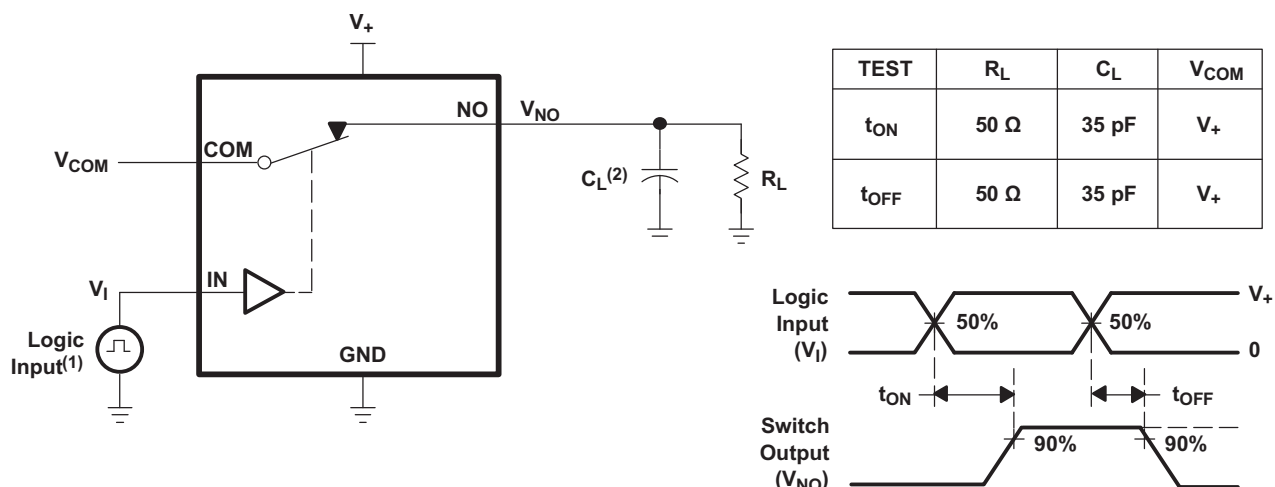 V+
NO
VNO
COM
VCOM
CL(2)
RL
IN
VI
Logic
Input(1)
GND
TEST RL CL VCOM
tON 50 Ω 35 pF V+
tOFF 50 Ω 35 pF V+
Logic
Input
(VI)
50%
50%
V+
0
tON
tOFF
Switch
Output
(VNO)
90%
90%